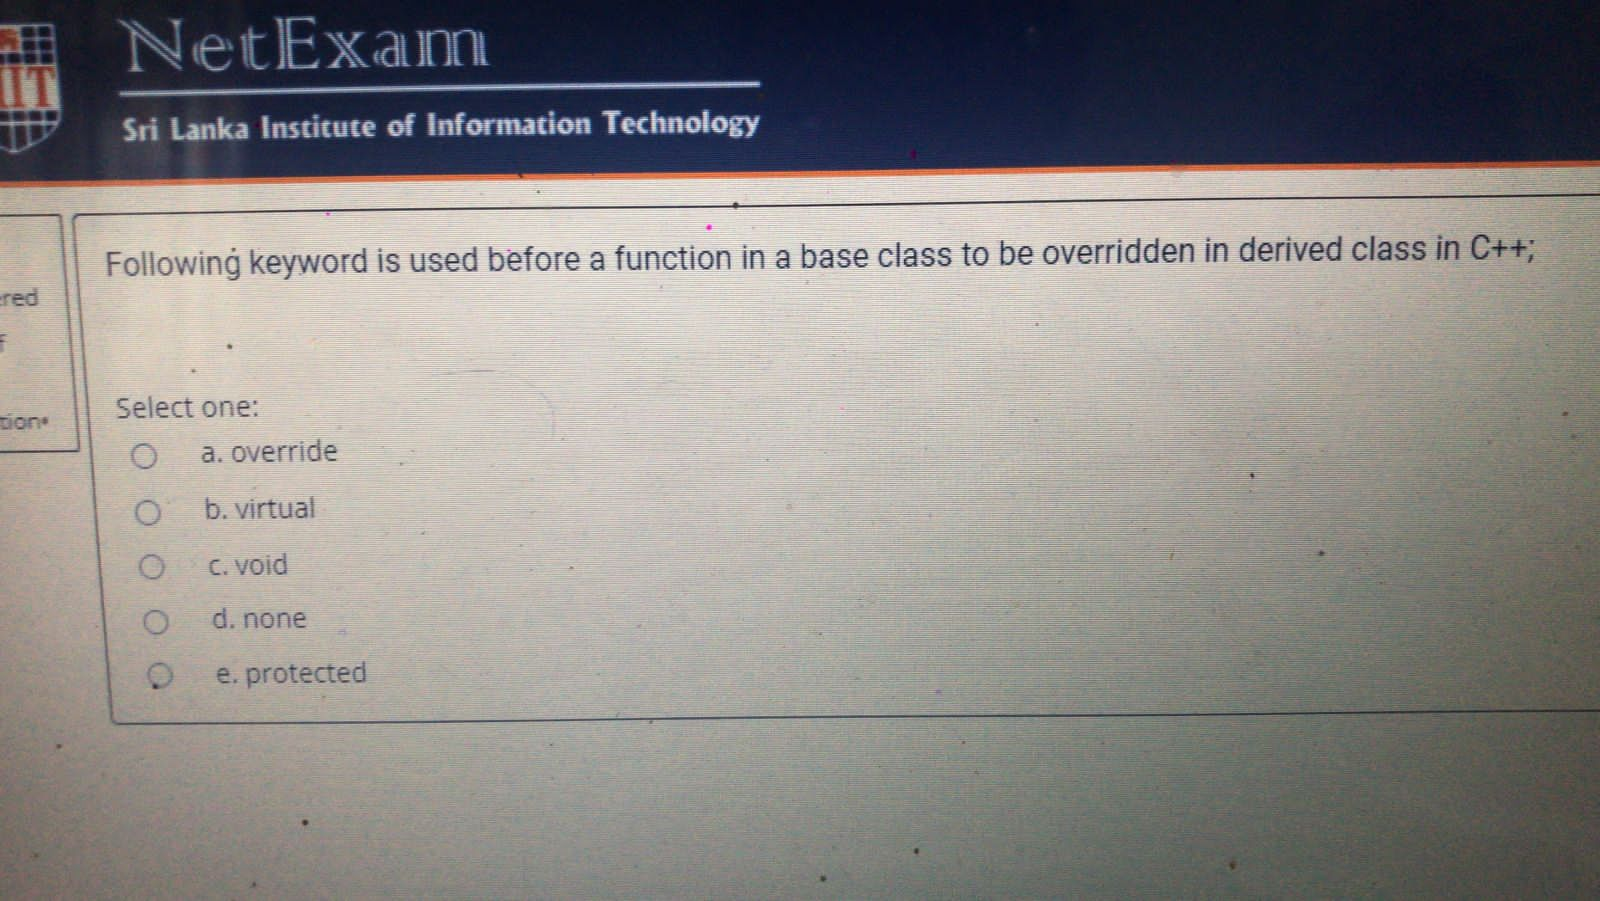 IIT
NetExam
Sri Lanka Institute of Information Technology
Following keyword is used before a function in a base class to be overridden in derived class in C++;
red
f
tion
Select one:
a. override
b. virtual
c. void
d. none
e. protected